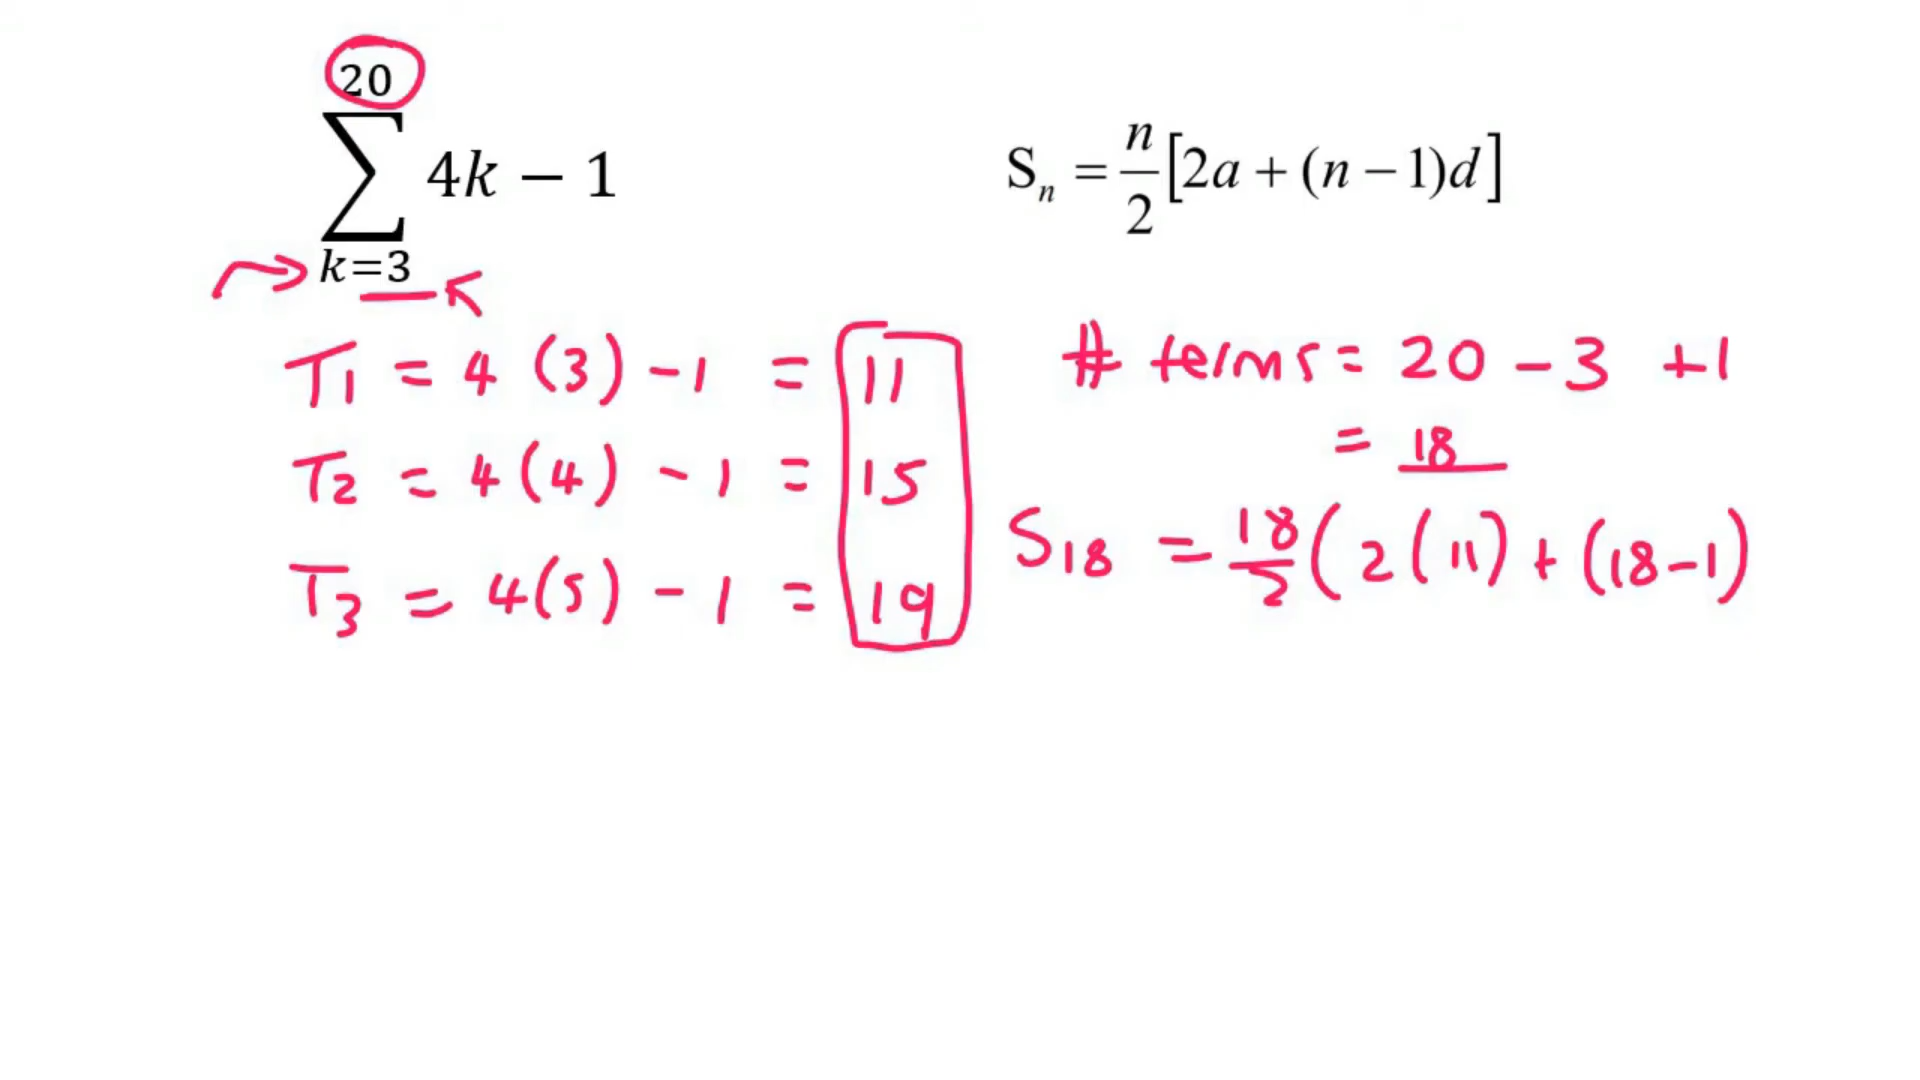 20
∑ 4k − 1
k=3
Sₙ = n/2 [2a + (n − 1)d]
T1 = 4 (3) - 1 = 11
T2 = 4(4) - 1 = 15
T3 = 4(5) - 1 = 19
# terms = 20 - 3 + 1
= 18
S18 = 18/2 ( 2 ( 11) + (18-1)